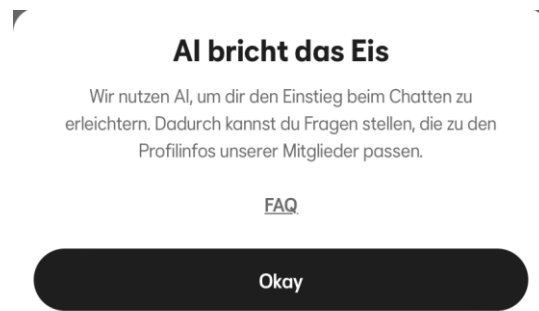 AI bricht das Eis
Wir nutzen AI, um dir den Einstieg beim Chatten zu
erleichtern. Dadurch kannst du Fragen stellen, die zu den
Profilinfos unserer Mitglieder passen.
FAQ
Okay